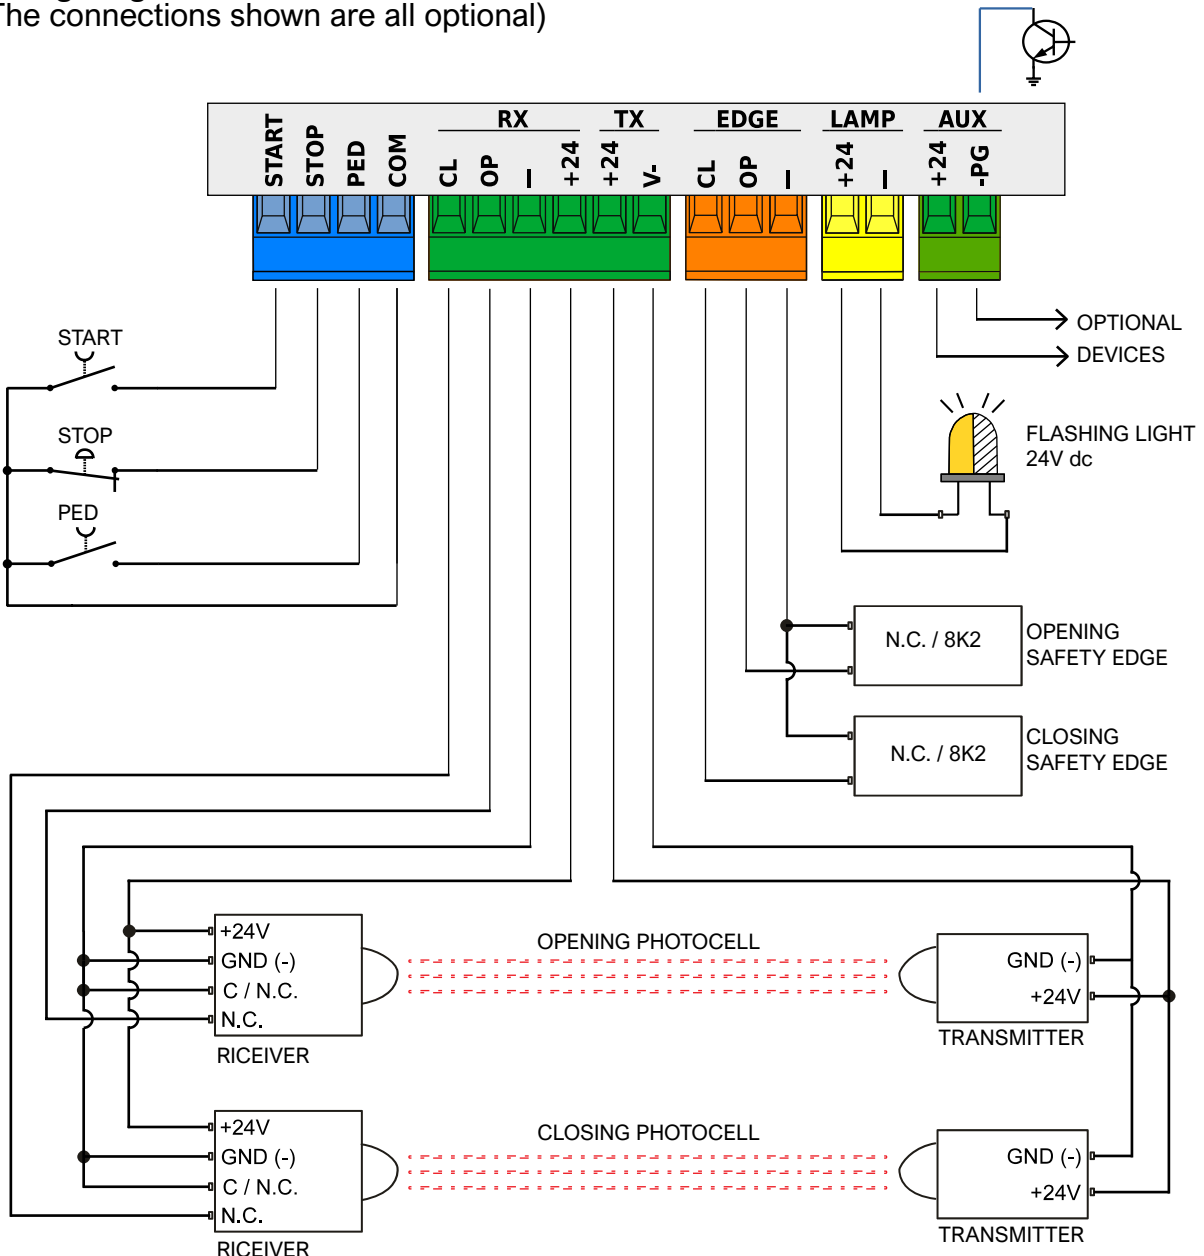 The connections shown are all optional)
RX TX EDGE LAMP AUX
START STOP PED COM CL OP – +24 +24 V- CL OP – +24 – +24 -PG
START
STOP
PED
OPTIONAL
DEVICES
FLASHING LIGHT
24V dc
N.C. / 8K2
OPENING
SAFETY EDGE
N.C. / 8K2
CLOSING
SAFETY EDGE
+24V
GND (-)
C / N.C.
N.C.
RICEIVER
OPENING PHOTOCELL
GND (-)
+24V
TRANSMITTER
+24V
GND (-)
C / N.C.
N.C.
RICEIVER
CLOSING PHOTOCELL
GND (-)
+24V
TRANSMITTER